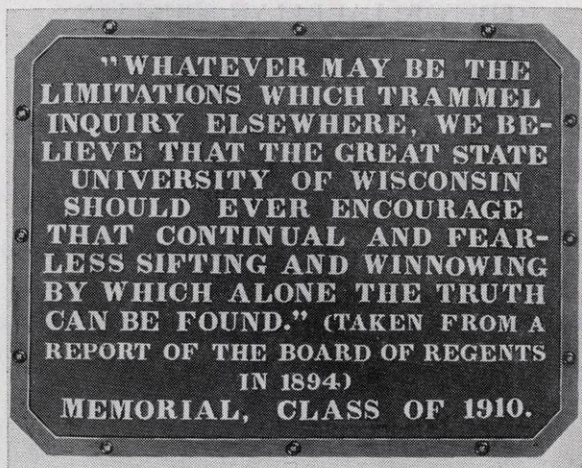 "WHATEVER MAY BE THE
LIMITATIONS WHICH TRAMMEL
INQUIRY ELSEWHERE, WE BE-
LIEVE THAT THE GREAT STATE
UNIVERSITY OF WISCONSIN
SHOULD EVER ENCOURAGE
THAT CONTINUAL AND FEAR-
LESS SIFTING AND WINNOWING
BY WHICH ALONE THE TRUTH
CAN BE FOUND." (TAKEN FROM A
REPORT OF THE BOARD OF REGENTS
IN 1894)
MEMORIAL, CLASS OF 1910.